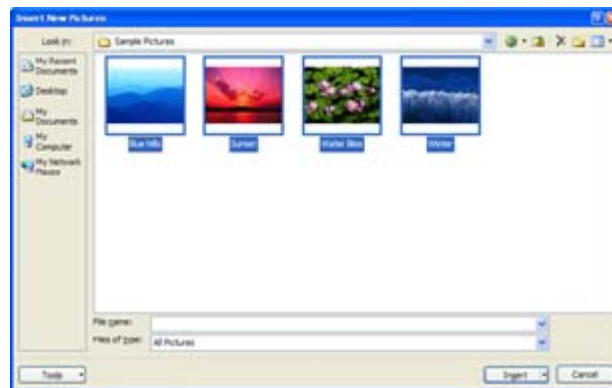 Insert New Pictures
Look in:
Sample Pictures
My Recent
Documents
Desktop
My
Documents
My
Computer
My Network
Places
Blue hills
Sunset
Water lilies
Winter
File name:
Files of type:
All Pictures
Tools
Insert
Cancel